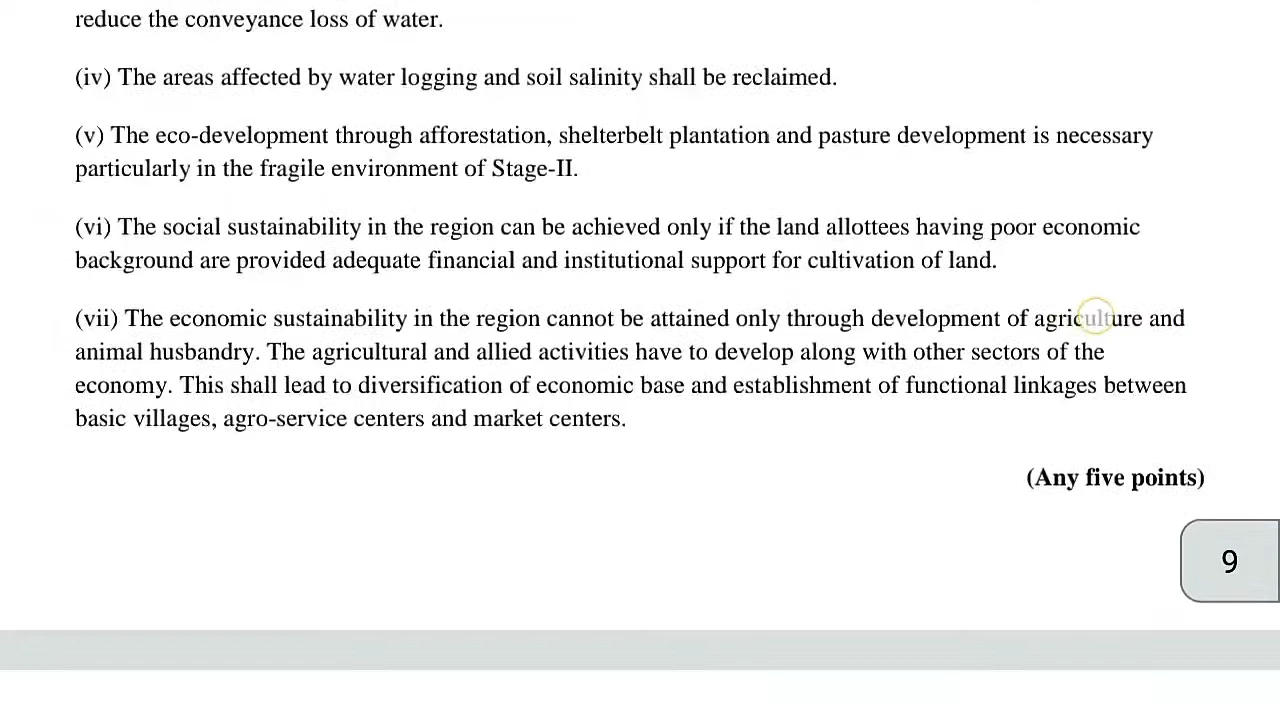 reduce the conveyance loss of water.
(iv) The areas affected by water logging and soil salinity shall be reclaimed.
(v) The eco-development through afforestation, shelterbelt plantation and pasture development is necessary
particularly in the fragile environment of Stage-II.
(vi) The social sustainability in the region can be achieved only if the land allottees having poor economic
background are provided adequate financial and institutional support for cultivation of land.
(vii) The economic sustainability in the region cannot be attained only through development of agriculture and
animal husbandry. The agricultural and allied activities have to develop along with other sectors of the
economy. This shall lead to diversification of economic base and establishment of functional linkages between
basic villages, agro-service centers and market centers.
(Any five points)
9